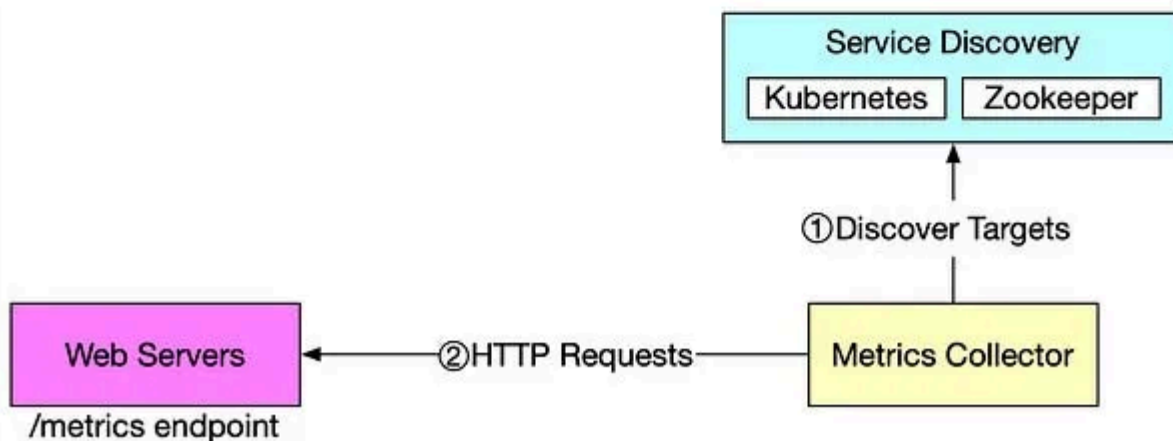 Service Discovery
Kubernetes Zookeeper
①Discover Targets
Web Servers ②HTTP Requests Metrics Collector
/metrics endpoint